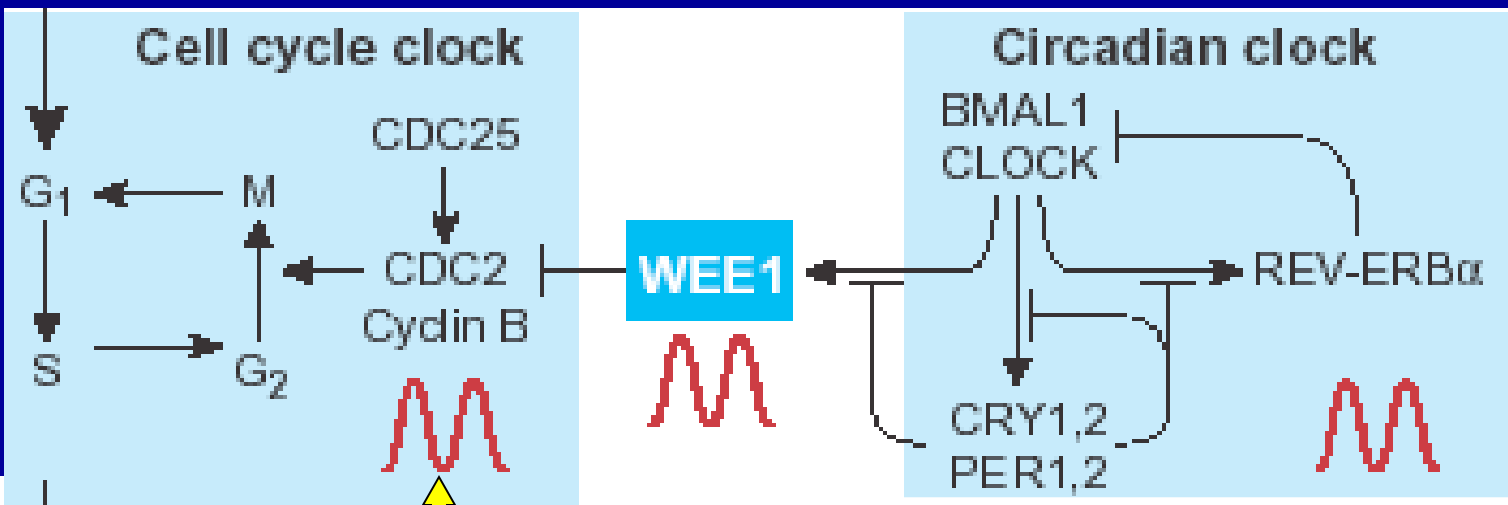 Cell cycle clock
CDC25
G1
M
CDC2
Cyclin B
S
G2
WEE1
Circadian clock
BMAL1
CLOCK
REV-ERBα
CRY1,2
PER1,2